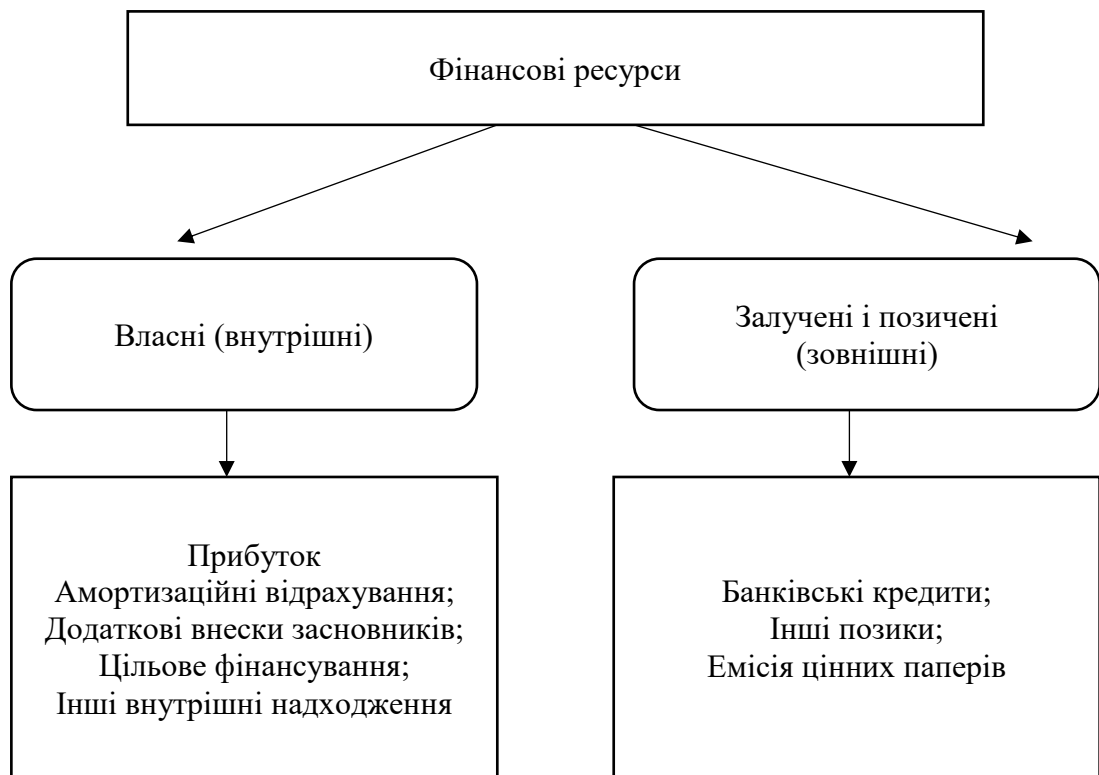 Фінансові ресурси
Власні (внутрішні)
Залучені і позичені
(зовнішні)
Прибуток
Амортизаційні відрахування;
Додаткові внески засновників;
Цільове фінансування;
Інші внутрішні надходження
Банківські кредити;
Інші позики;
Емісія цінних паперів